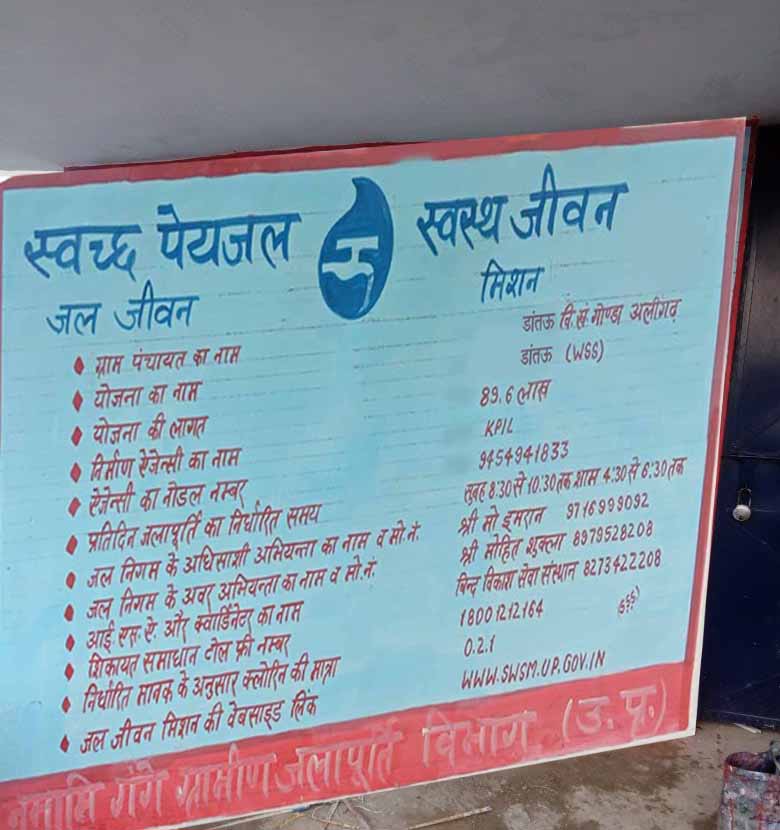 स्वच्छ पेयजल स्वस्थ जीवन
जल जीवन मिशन
ग्राम पंचायत का नाम डांतऊ वि.खं. गोण्डा अलीगढ़
योजना का नाम डांतऊ (WSS)
योजना की लागत 89.6 लाख
निर्माण ऐजेन्सी का नाम KPIL
ऐजेन्सी का नोडल नम्बर 9454941833
प्रतिदिन जलापूर्ति का निर्धारित समय सुबह 8:30 से 10.30 तक शाम 4:30 से 6:30 तक
जल निगम के अधिसाशी अभियन्ता का नाम व मो.नं. श्री मो इमरान 9716999092
जल निगम के अवर अभियन्ता का नाम व मो.नं. श्री मोहित शुक्ला 8979528208
आई.एस.ऐ. और क्वार्डिनेटर का नाम बिन्द विकाश सेवा संस्थान 8273422208
शिकायत समाधान टोल फ्री नम्बर 18001212164
निर्धारित मानक के अनुसार क्लोरिन की मात्रा 0.2.1
जल जीवन मिशन की वेबसाइड लिंक WWW.SWSM.UP.GOV.IN
नमामि गंगे ग्रामीण जलापूर्ति विभाग (उ.प्र.)